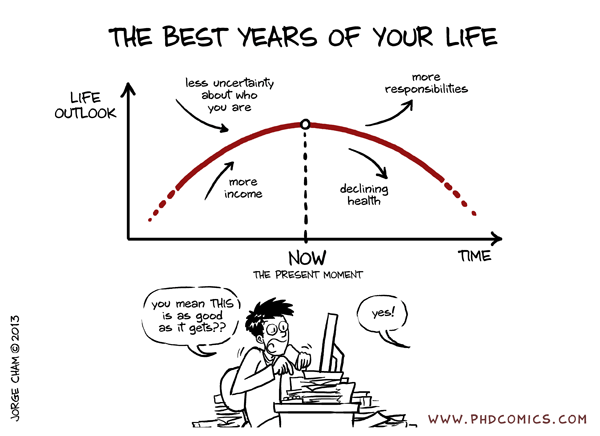 THE BEST YEARS OF YOUR LIFE
LIFE
OUTLOOK
less uncertainty
about who
you are
more
responsibilities
more
income
declining
health
NOW
THE PRESENT MOMENT
TIME
you mean THIS
is as good
as it gets??
yes!
JORGE CHAM © 2013
WWW.PHDCOMICS.COM